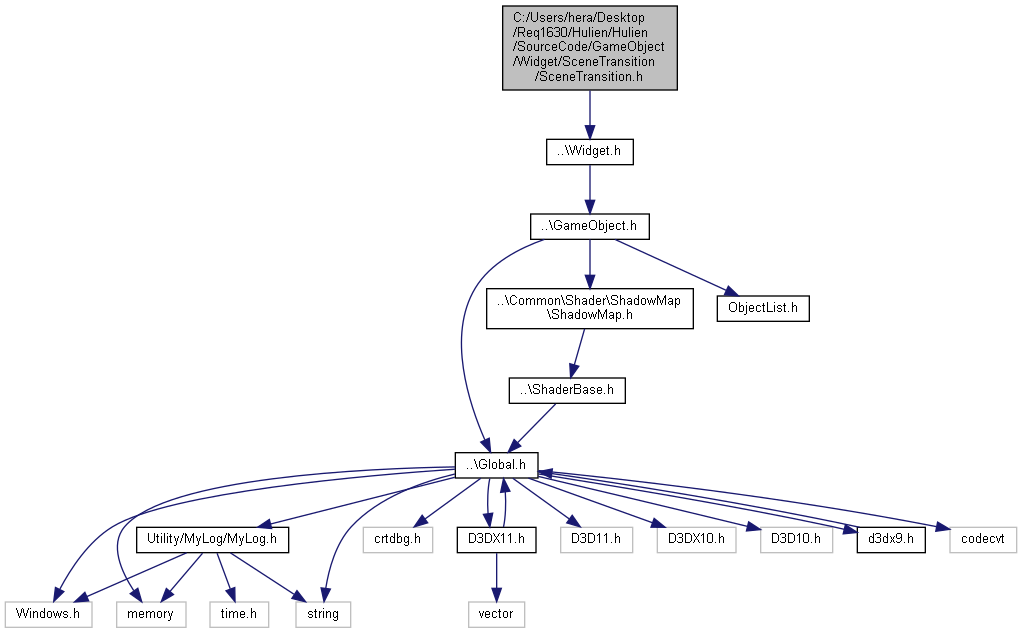 C:/Users/hera/Desktop
/Req1630/Hulien/Hulien
/SourceCode/GameObject
/Widget/SceneTransition
/SceneTransition.h
..\Widget.h
..\GameObject.h
..\Common\Shader\ShadowMap
\ShadowMap.h
ObjectList.h
..\ShaderBase.h
..\Global.h
Utility/MyLog/MyLog.h
crtdbg.h
D3DX11.h
D3D11.h
D3DX10.h
D3D10.h
d3dx9.h
codecvt
Windows.h
memory
time.h
string
vector